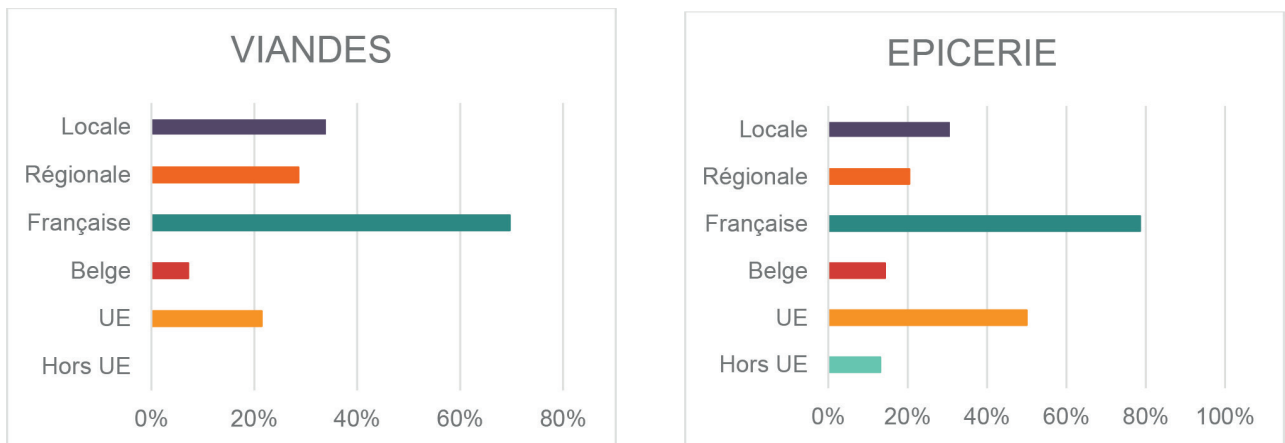 VIANDES
Locale
Régionale
Française
Belge
UE
Hors UE
0% 20% 40% 60% 80%
EPICERIE
Locale
Régionale
Française
Belge
UE
Hors UE
0% 20% 40% 60% 80% 100%